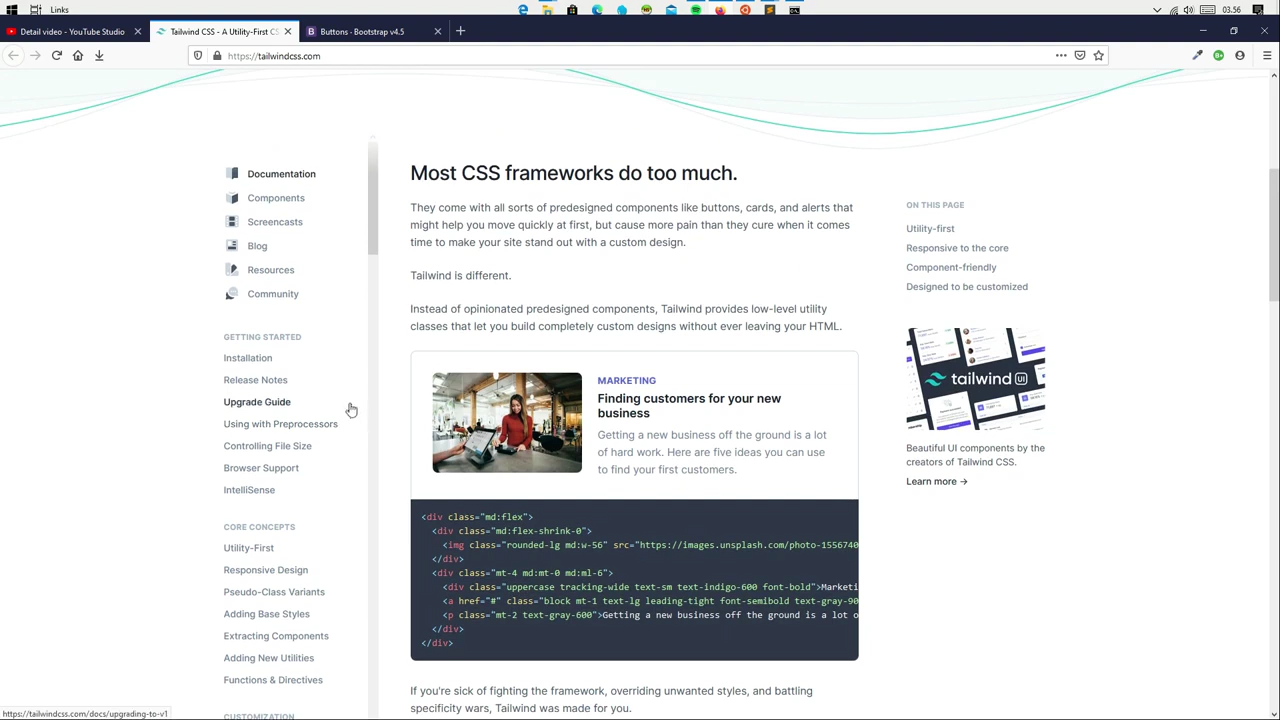 Links
03.56
Detail video - YouTube Studio
Tailwind CSS - A Utility-First CS
Buttons · Bootstrap v4.5
https://tailwindcss.com
Documentation
Components
Screencasts
Blog
Resources
Community
GETTING STARTED
Installation
Release Notes
Upgrade Guide
Using with Preprocessors
Controlling File Size
Browser Support
IntelliSense
CORE CONCEPTS
Utility-First
Responsive Design
Pseudo-Class Variants
Adding Base Styles
Extracting Components
Adding New Utilities
Functions & Directives
CUSTOMIZATION
Most CSS frameworks do too much.
They come with all sorts of predesigned components like buttons, cards, and alerts that
might help you move quickly at first, but cause more pain than they cure when it comes
time to make your site stand out with a custom design.
Tailwind is different.
Instead of opinionated predesigned components, Tailwind provides low-level utility
classes that let you build completely custom designs without ever leaving your HTML.
MARKETING
Finding customers for your new
business
Getting a new business off the ground is a lot
of hard work. Here are five ideas you can use
to find your first customers.
<div class="md:flex">
<div class="md:flex-shrink-0">
<img class="rounded-lg md:w-56" src="https://images.unsplash.com/photo-1556740
</div>
<div class="mt-4 md:mt-0 md:ml-6">
<div class="uppercase tracking-wide text-sm text-indigo-600 font-bold">Marketi
<a href="#" class="block mt-1 text-lg leading-tight font-semibold text-gray-90
<p class="mt-2 text-gray-600">Getting a new business off the ground is a lot o
</div>
</div>
If you're sick of fighting the framework, overriding unwanted styles, and battling
specificity wars, Tailwind was made for you.
ON THIS PAGE
Utility-first
Responsive to the core
Component-friendly
Designed to be customized
tailwind UI
Beautiful UI components by the
creators of Tailwind CSS.
Learn more →
https://tailwindcss.com/docs/upgrading-to-v1